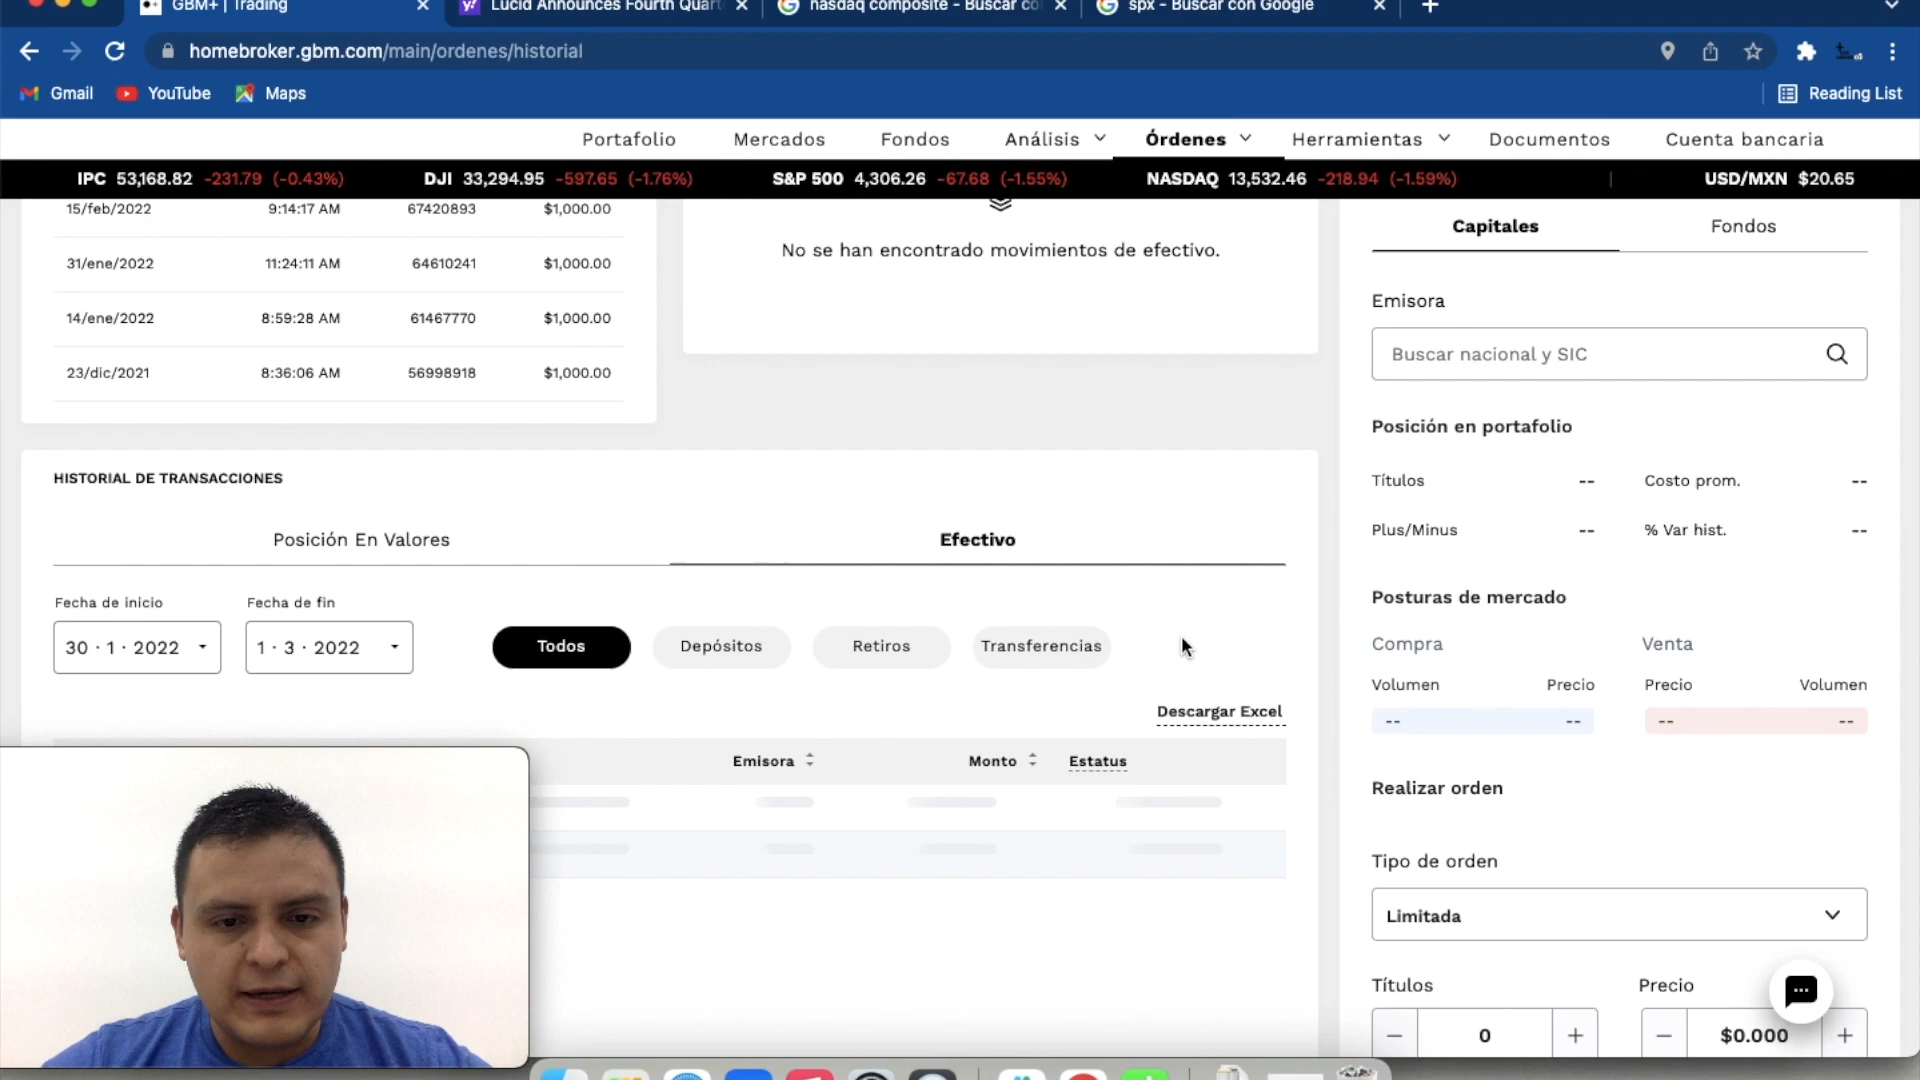 GBM+ | Trading
Lucid Announces Fourth Quart
nasdaq composite - Buscar co
spx - Buscar con Google
homebroker.gbm.com/main/ordenes/historial
Gmail
YouTube
Maps
Reading List
Portafolio
Mercados
Fondos
Análisis
Órdenes
Herramientas
Documentos
Cuenta bancaria
IPC 53,168.82 -231.79 (-0.43%)
DJI 33,294.95 -597.65 (-1.76%)
S&P 500 4,306.26 -67.68 (-1.55%)
NASDAQ 13,532.46 -218.94 (-1.59%)
USD/MXN $20.65
15/feb/2022 9:14:17 AM 67420893 $1,000.00
31/ene/2022 11:24:11 AM 64610241 $1,000.00
14/ene/2022 8:59:28 AM 61467770 $1,000.00
23/dic/2021 8:36:06 AM 56998918 $1,000.00
No se han encontrado movimientos de efectivo.
HISTORIAL DE TRANSACCIONES
Posición En Valores
Efectivo
Fecha de inicio
Fecha de fin
30 · 1 · 2022
1 · 3 · 2022
Todos
Depósitos
Retiros
Transferencias
Descargar Excel
Emisora
Monto
Estatus
Capitales
Fondos
Emisora
Buscar nacional y SIC
Posición en portafolio
Títulos --
Costo prom. --
Plus/Minus --
% Var hist. --
Posturas de mercado
Compra
Venta
Volumen Precio
Precio Volumen
-- --
-- --
Realizar orden
Tipo de orden
Limitada
Títulos
Precio
− 0 +
− $0.000 +